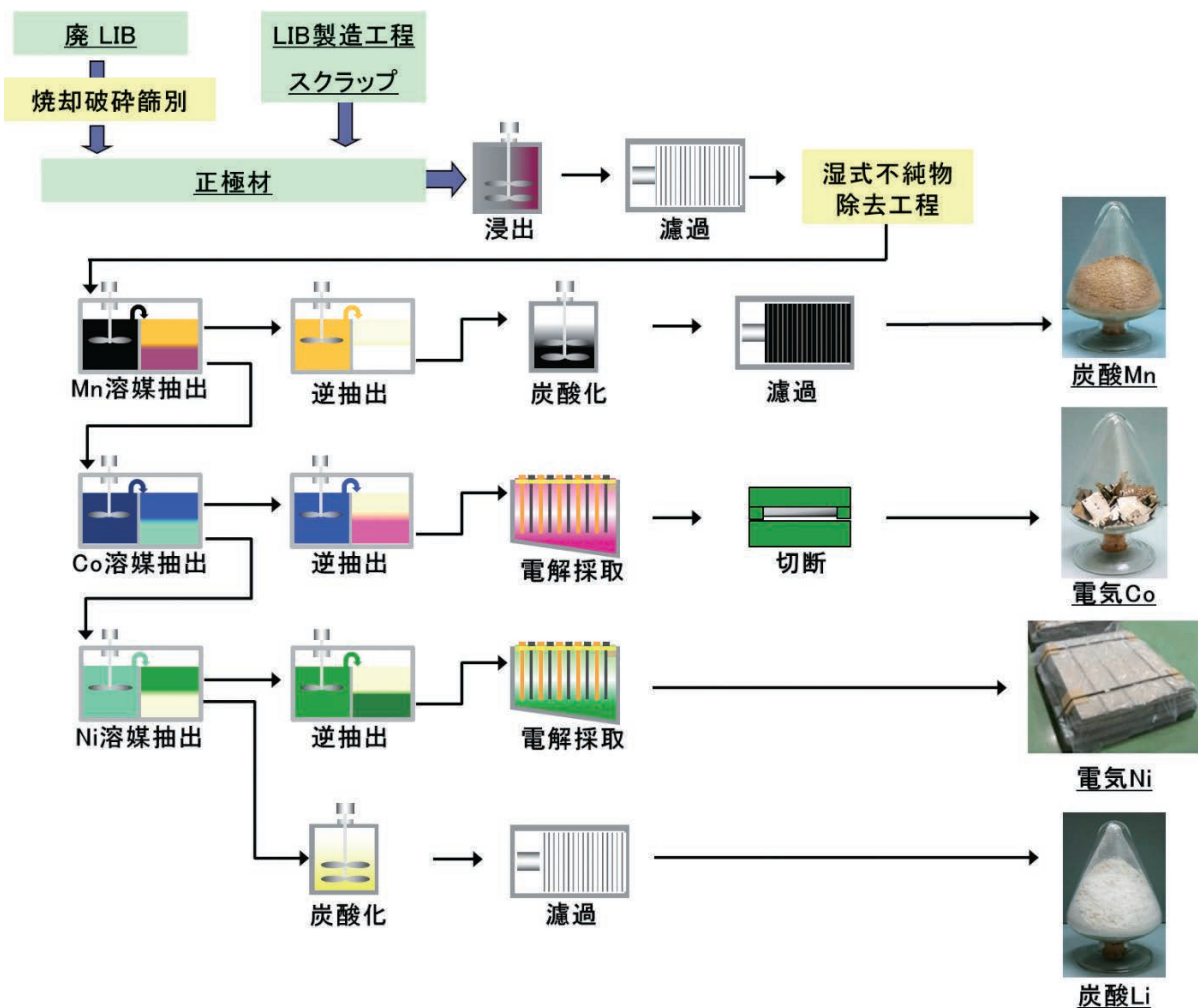 廃 LIB
LIB製造工程
スクラップ
焼却破砕篩別
正極材
浸出
濾過
湿式不純物
除去工程
Mn溶媒抽出
逆抽出
炭酸化
濾過
炭酸Mn
Co溶媒抽出
逆抽出
電解採取
切断
電気Co
Ni溶媒抽出
逆抽出
電解採取
電気Ni
炭酸化
濾過
炭酸Li